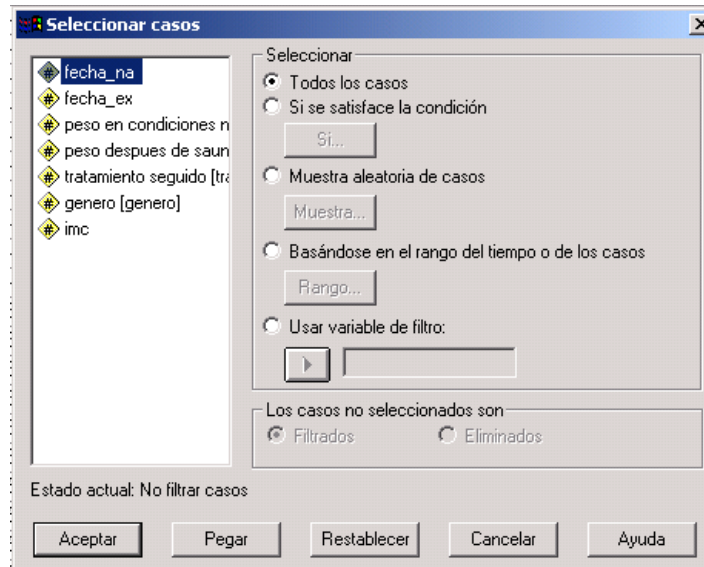 Seleccionar casos
fecha_na
fecha_ex
peso en condiciones n
peso despues de saun
tratamiento seguido [tra
genero [genero]
imc
Seleccionar
Todos los casos
Si se satisface la condición
Si...
Muestra aleatoria de casos
Muestra...
Basándose en el rango del tiempo o de los casos
Rango...
Usar variable de filtro:
Los casos no seleccionados son
Filtrados
Eliminados
Estado actual: No filtrar casos
Aceptar
Pegar
Restablecer
Cancelar
Ayuda